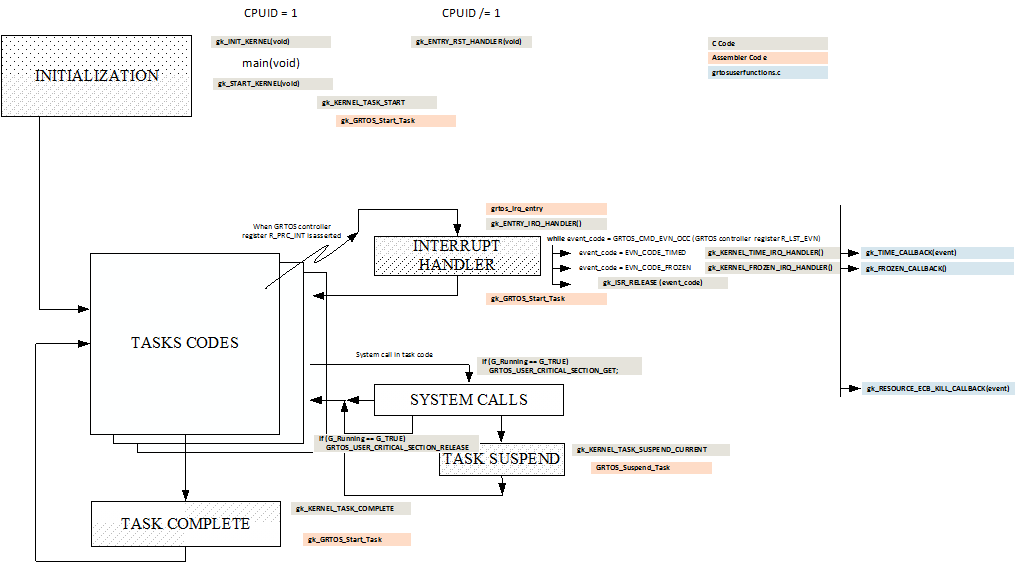 CPUID = 1
CPUID /= 1
gk_INIT_KERNEL(void)
gk_ENTRY_RST_HANDLER(void)
C Code
Assembler Code
grtosuserfunctions.c
INITIALIZATION
main(void)
gk_START_KERNEL(void)
gk_KERNEL_TASK_START
gk_GRTOS_Start_Task
When GRTOS controller
register R_PRC_INT is asserted
grtos_irq_entry
gk_ENTRY_IRQ_HANDLER()
while event_code = GRTOS_CMD_EVN_OCC (GRTOS controller register R_LST_EVN)
INTERRUPT
HANDLER
event_code = EVN_CODE_TIMED
gk_KERNEL_TIME_IRQ_HANDLER()
gk_TIME_CALLBACK(event)
event_code = EVN_CODE_FROZEN
gk_KERNEL_FROZEN_IRQ_HANDLER()
gk_FROZEN_CALLBACK()
gk_ISR_RELEASE (event_code)
gk_GRTOS_Start_Task
TASKS CODES
System call in task code
if (G_Running == G_TRUE)
GRTOS_USER_CRITICAL_SECTION_GET;
gk_RESOURCE_ECB_KILL_CALLBACK(event)
SYSTEM CALLS
if (G_Running == G_TRUE)
GRTOS_USER_CRITICAL_SECTION_RELEASE
TASK SUSPEND
gk_KERNEL_TASK_SUSPEND_CURRENT
GRTOS_Suspend_Task
TASK COMPLETE
gk_KERNEL_TASK_COMPLETE
gk_GRTOS_Start_Task